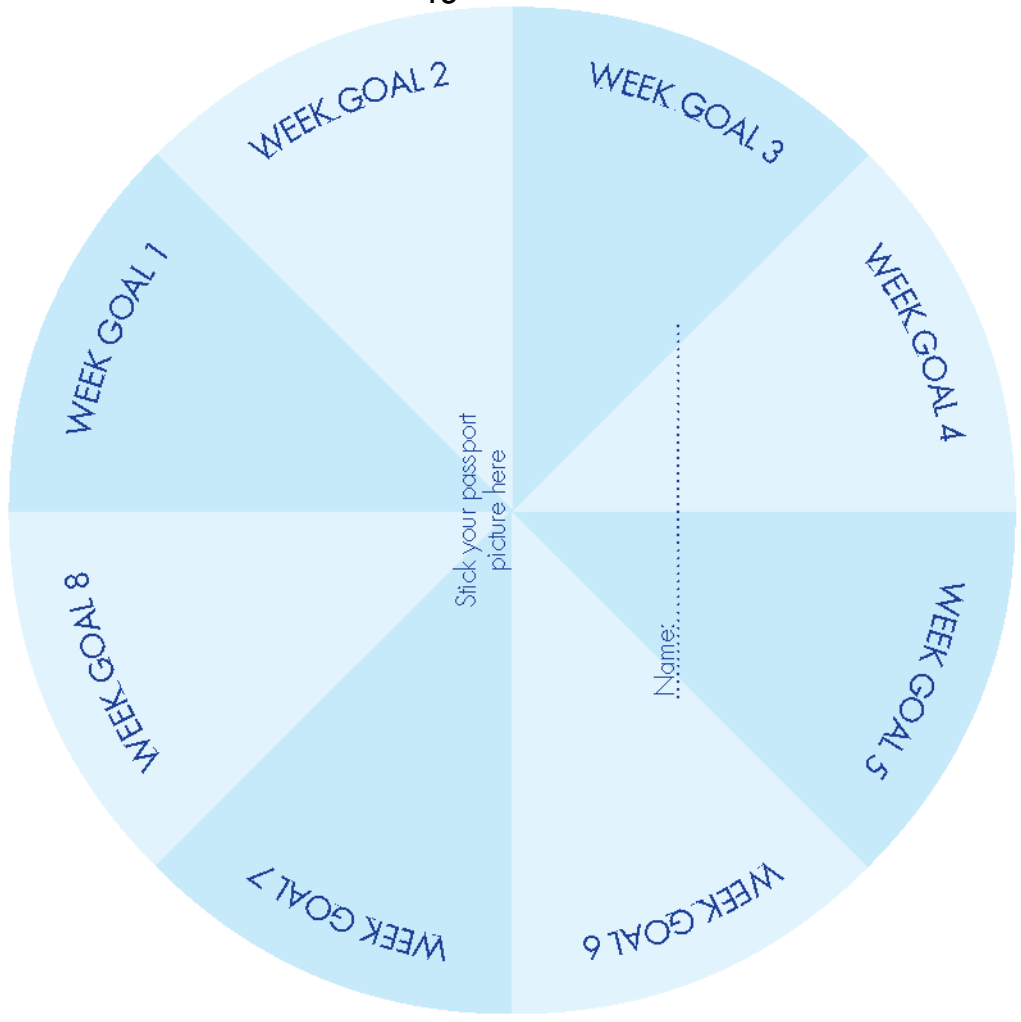 WEEK GOAL 1
WEEK GOAL 2
WEEK GOAL 3
WEEK GOAL 4
WEEK GOAL 5
WEEK GOAL 6
WEEK GOAL 7
WEEK GOAL 8
Stick your passport
picture here
Name: